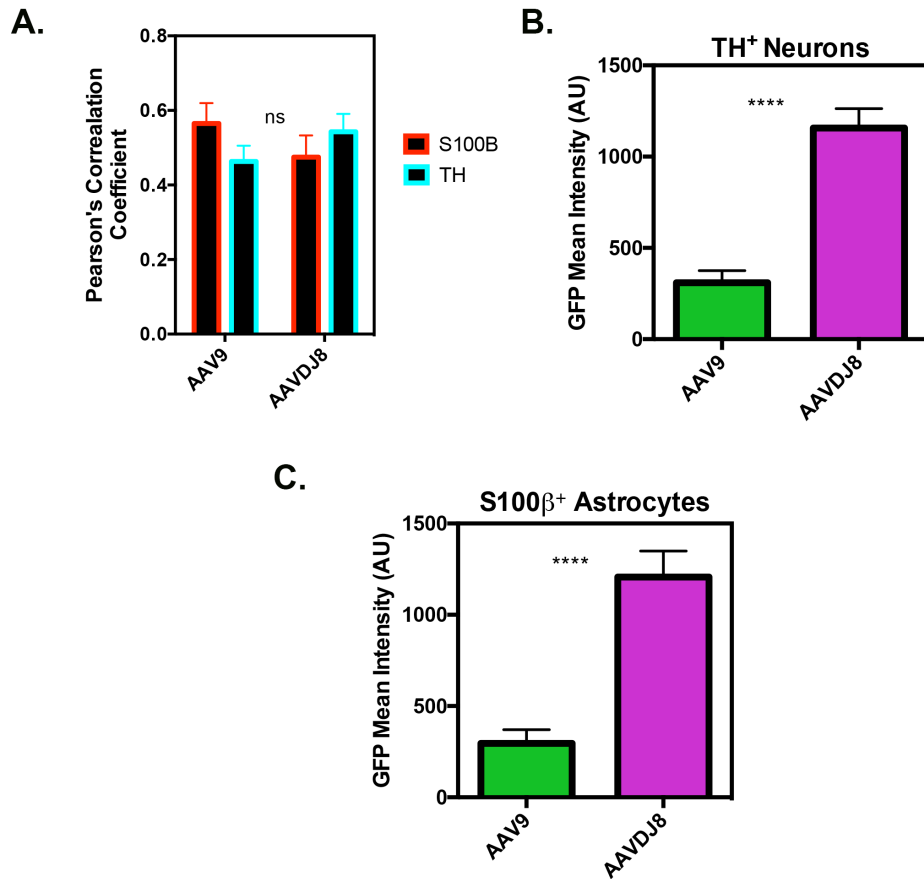 A.
Pearson's Correalation
Coefficient
0.8
0.6
0.4
0.2
0.0
ns
AAV9
AAVDJ8
S100B
TH
B.
TH+ Neurons
GFP Mean Intensity (AU)
1500
1000
500
0
****
AAV9
AAVDJ8
C.
S100β+ Astrocytes
GFP Mean Intensity (AU)
1500
1000
500
0
****
AAV9
AAVDJ8